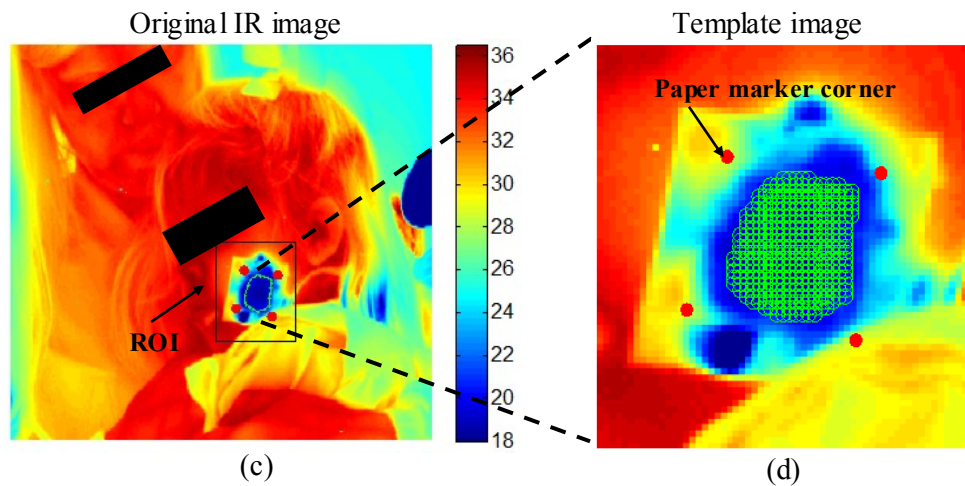 Original IR image
Template image
36
34
32
30
28
26
24
22
20
18
Paper marker corner
ROI
(c)
(d)